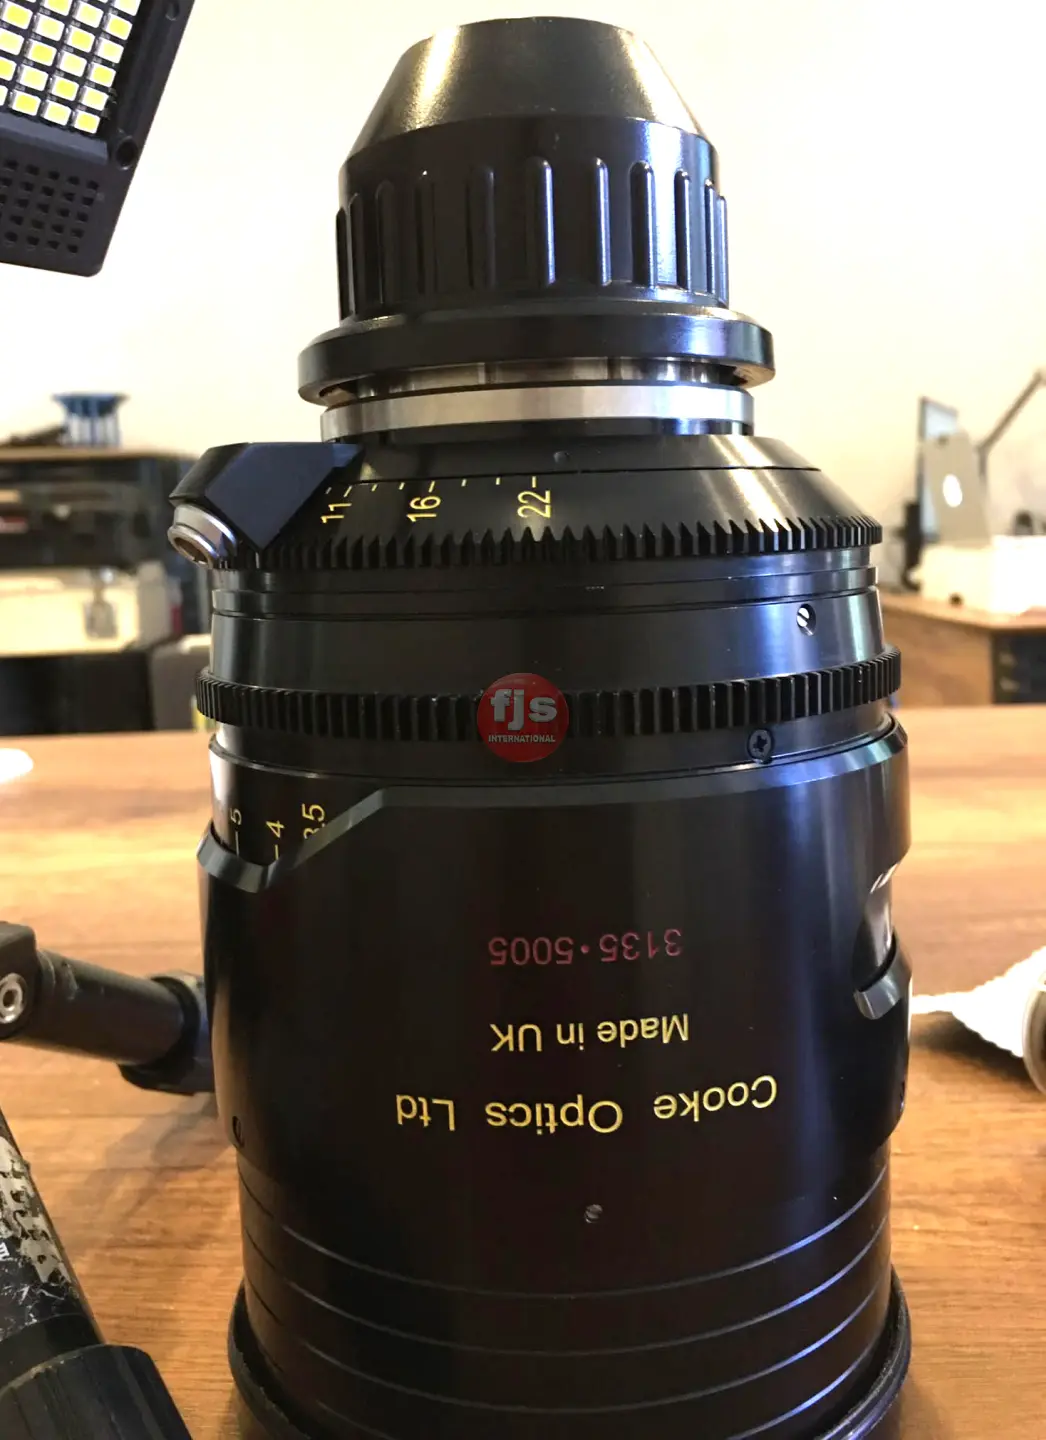 11 16 22
fjs
INTERNATIONAL
5 4 3.5
Cooke Optics Ltd
Made in UK
3135•5005